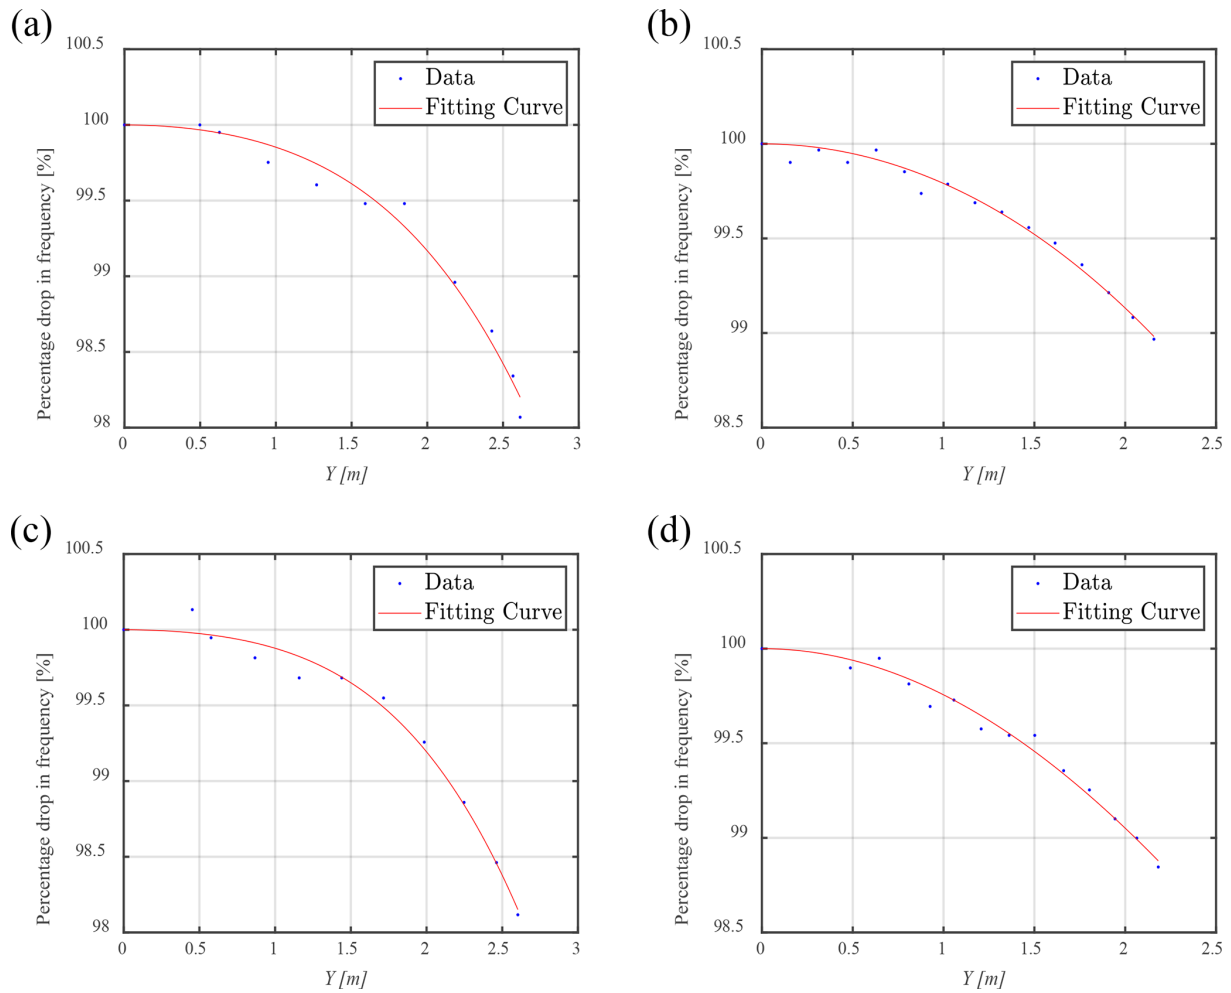 (a)
100.5
100
99.5
99
98.5
98
0 0.5 1 1.5 2 2.5 3
Percentage drop in frequency [%]
Y [m]
Data
Fitting Curve
(b)
100.5
100
99.5
99
98.5
0 0.5 1 1.5 2 2.5
Percentage drop in frequency [%]
Y [m]
Data
Fitting Curve
(c)
100.5
100
99.5
99
98.5
98
0 0.5 1 1.5 2 2.5 3
Percentage drop in frequency [%]
Y [m]
Data
Fitting Curve
(d)
100.5
100
99.5
99
98.5
0 0.5 1 1.5 2 2.5
Percentage drop in frequency [%]
Y [m]
Data
Fitting Curve